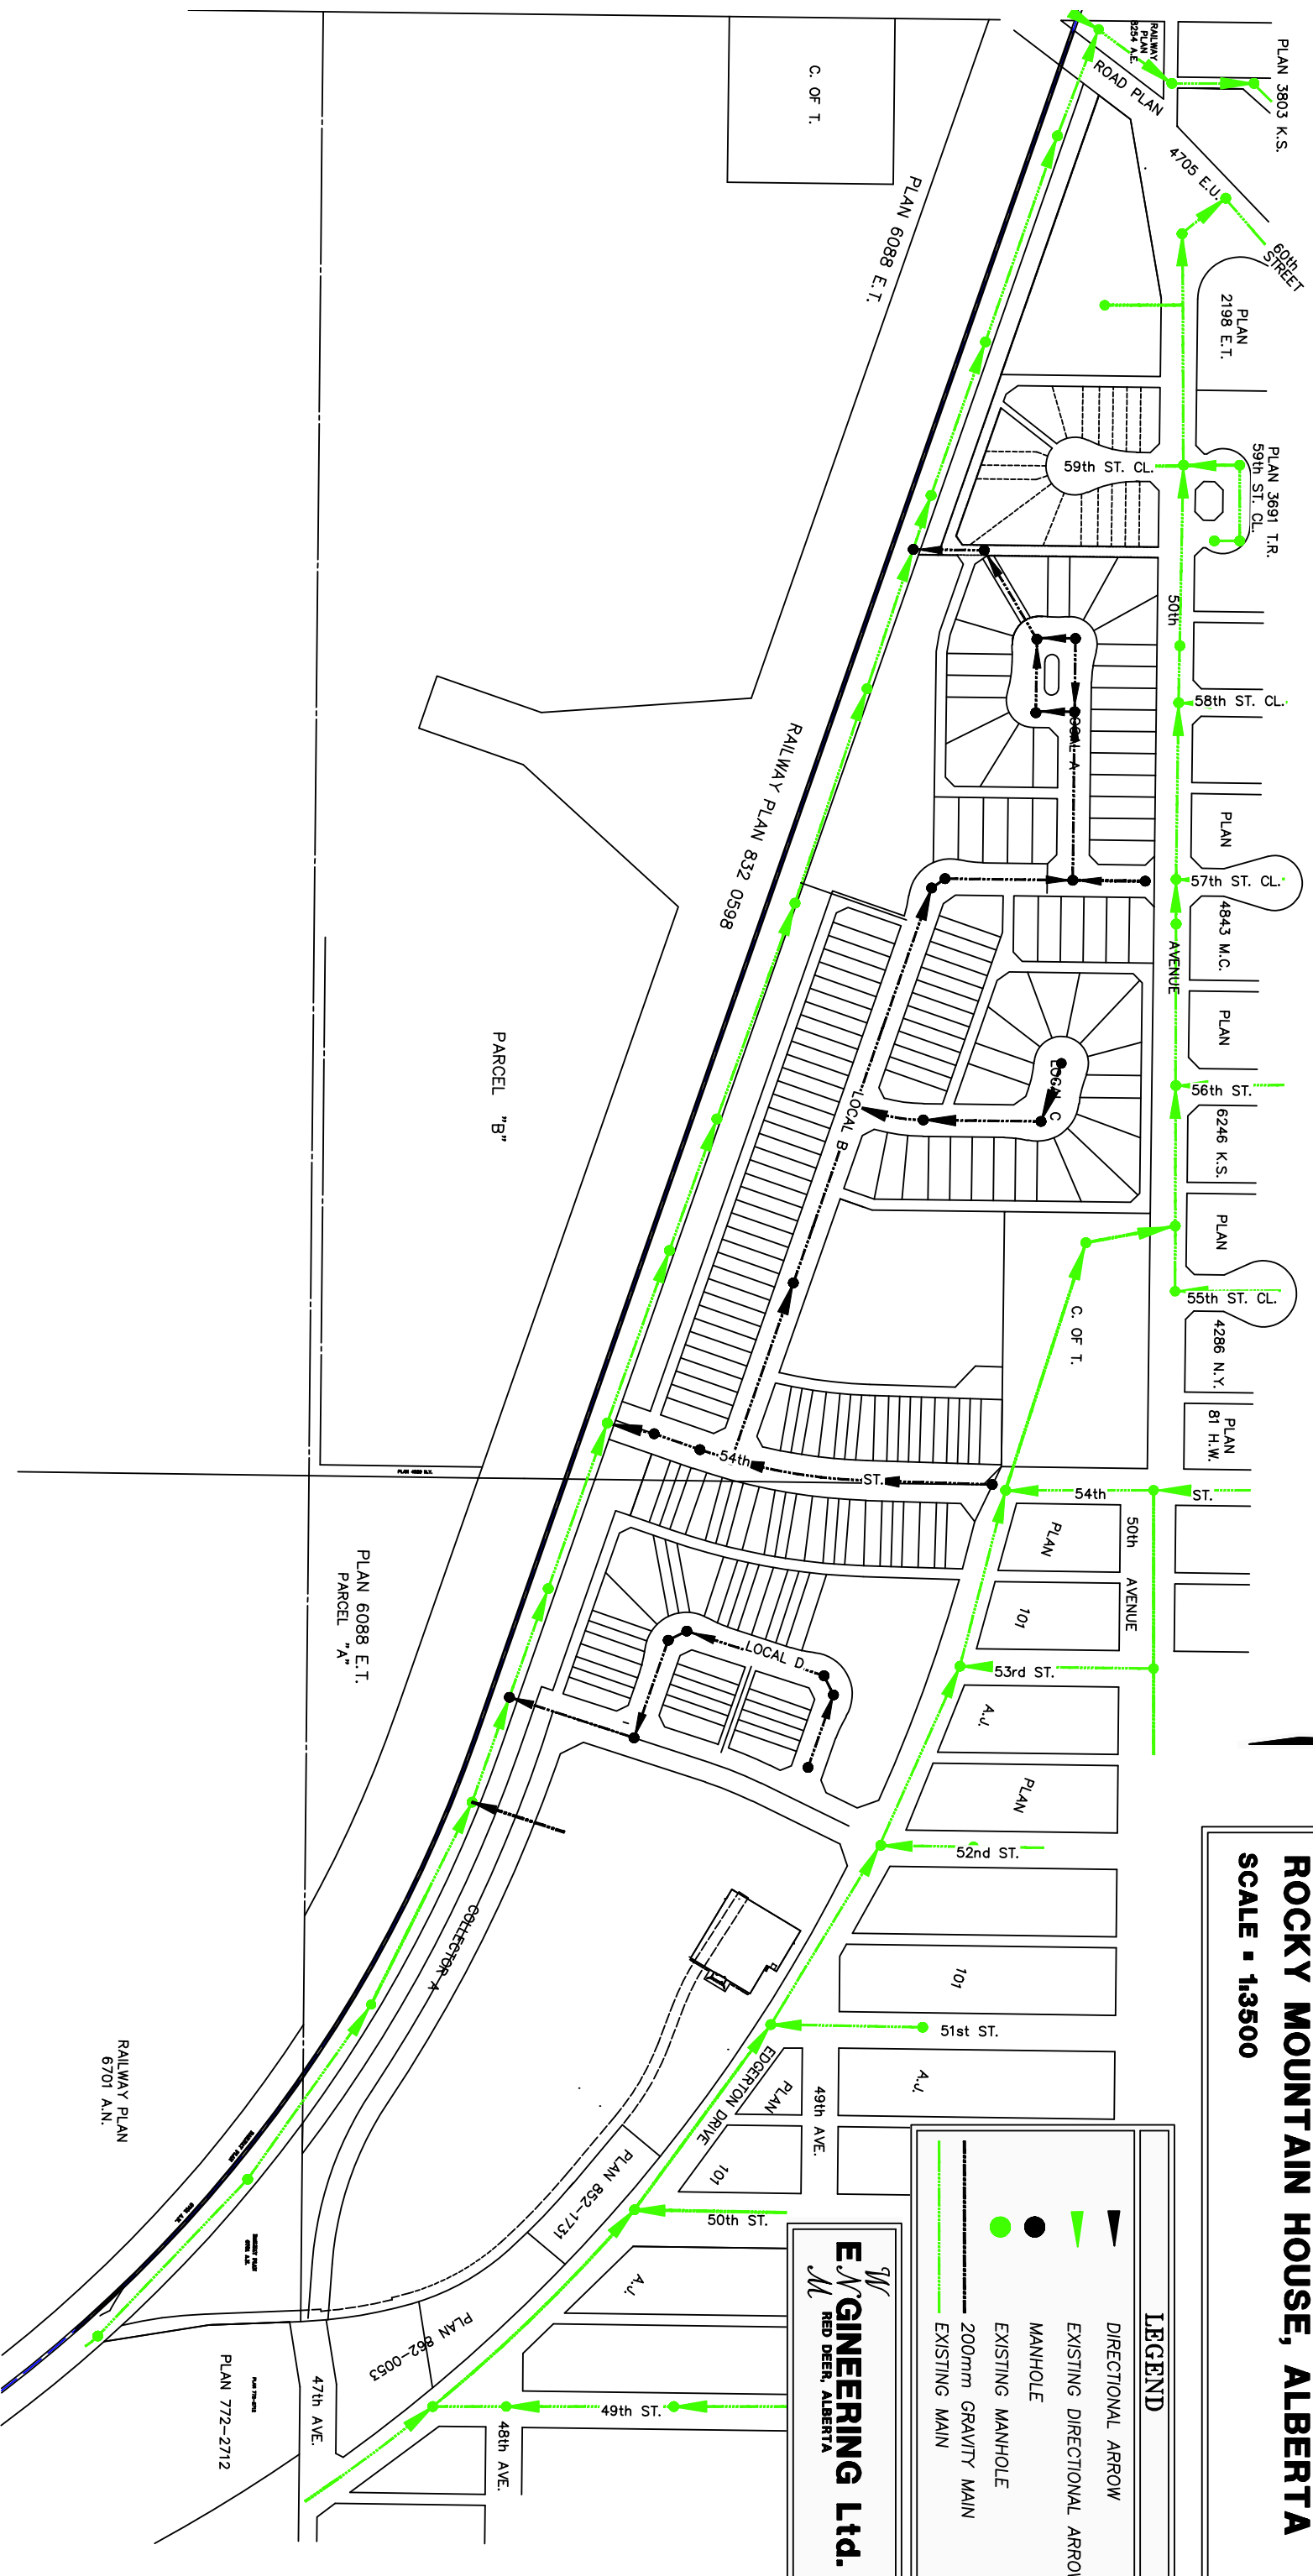 PLAN 3803 K.S.
RAILWAY
PLAN
8254 A.E.
ROAD PLAN
4705 E.U.
60th
STREET
C. OF T.
PLAN 6088 E.T.
PLAN
2198 E.T.
PLAN 3691 T.R.
59th ST. CL.
59th ST. CL.
50th
58th ST. CL.
LOCAL A
PLAN
57th ST. CL.
4843 M.C.
AVENUE
RAILWAY PLAN 832 0598
PLAN
LOCAL C
56th ST.
LOCAL B
6246 K.S.
PARCEL "B"
PLAN
55th ST. CL.
C. OF T.
4286 N.Y.
PLAN
81 H.W.
54th
ST.
54th
ST.
50th
AVENUE
PLAN
101
PLAN 6088 E.T.
PARCEL "A"
LOCAL D
53rd ST.
A.J.
PLAN
52nd ST.
COLLECTOR A
101
51st ST.
A.J.
EDGERTON DRIVE
PLAN
49th AVE.
101
RAILWAY PLAN
6701 A.N.
PLAN 852-1731
50th ST.
A.J.
PLAN 862-0053
PLAN 772-2712
47th AVE.
49th ST.
48th AVE.
ROCKY MOUNTAIN HOUSE, ALBERTA
SCALE = 1:3500
LEGEND
DIRECTIONAL ARROW
EXISTING DIRECTIONAL ARROW
MANHOLE
EXISTING MANHOLE
200mm GRAVITY MAIN
EXISTING MAIN
W
ENGINEERING Ltd.
M
RED DEER, ALBERTA